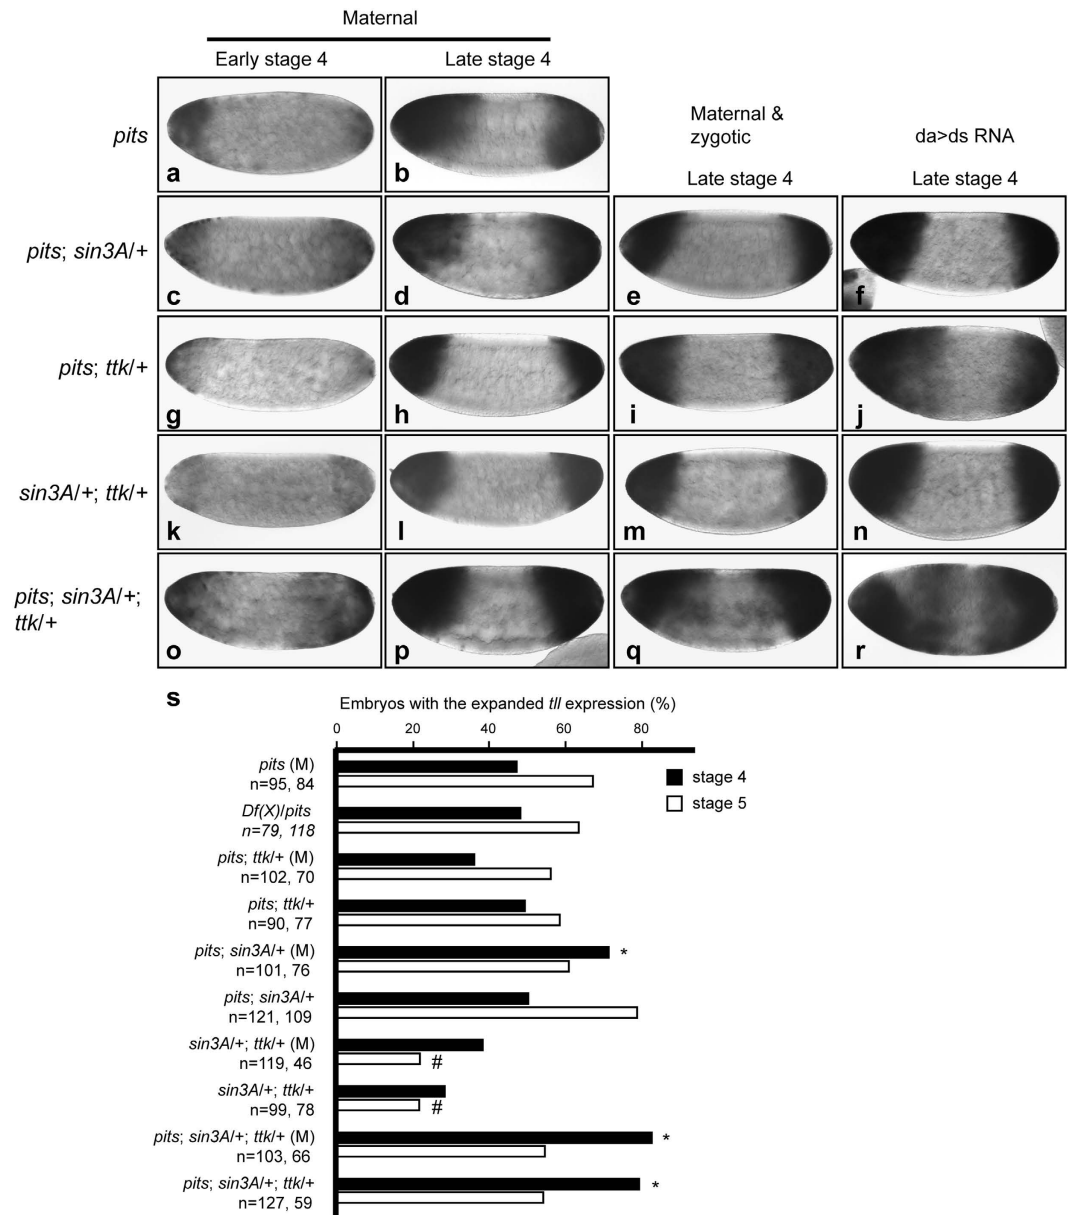 Maternal
Early stage 4
Late stage 4
Maternal &
zygotic
da>ds RNA
Late stage 4
Late stage 4
pits
a
b
pits; sin3A/+
c
d
e
f
pits; ttk/+
g
h
i
j
sin3A/+; ttk/+
k
l
m
n
pits; sin3A/+;
ttk/+
o
p
q
r
s
Embryos with the expanded tll expression (%)
0 20 40 60 80
stage 4
stage 5
pits (M)
n=95, 84
Df(X)/pits
n=79, 118
pits; ttk/+ (M)
n=102, 70
pits; ttk/+
n=90, 77
pits; sin3A/+ (M)
n=101, 76
*
pits; sin3A/+
n=121, 109
sin3A/+; ttk/+ (M)
n=119, 46
#
sin3A/+; ttk/+
n=99, 78
#
pits; sin3A/+; ttk/+ (M)
n=103, 66
*
pits; sin3A/+; ttk/+
n=127, 59
*